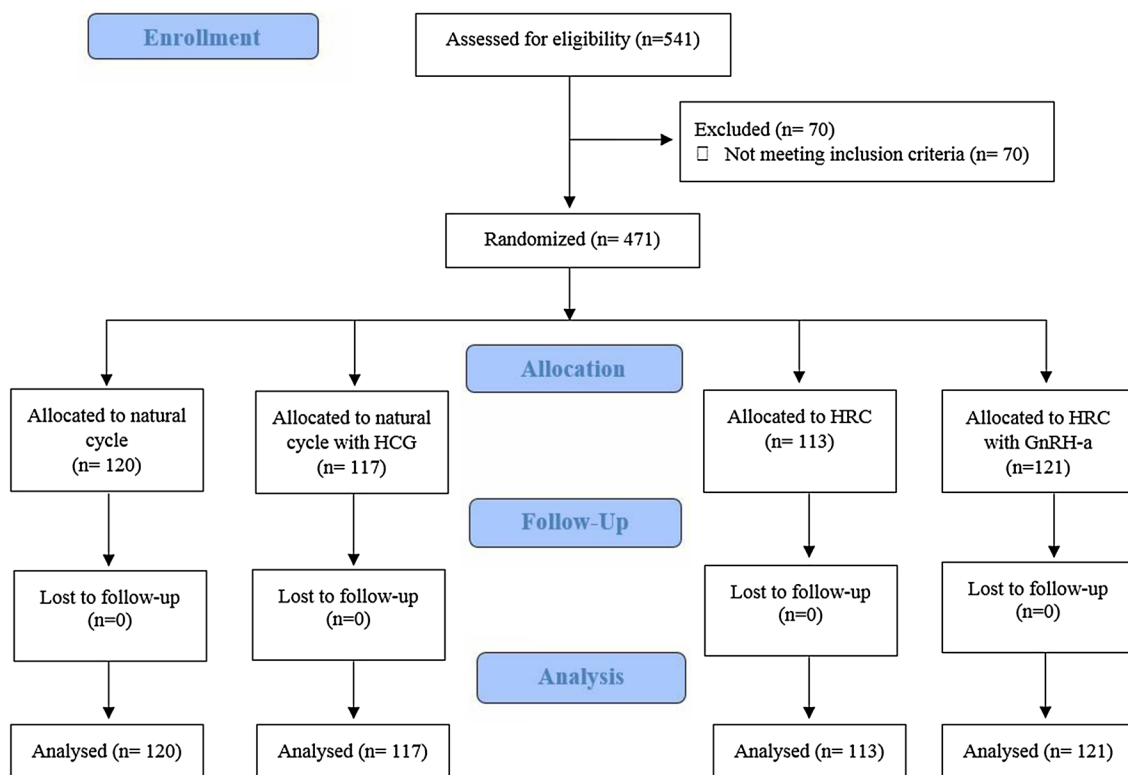 Enrollment
Assessed for eligibility (n=541)
Excluded (n= 70)
□ Not meeting inclusion criteria (n= 70)
Randomized (n= 471)
Allocation
Allocated to natural
cycle
(n= 120)
Allocated to natural
cycle with HCG
(n= 117)
Allocated to HRC
(n= 113)
Allocated to HRC
with GnRH-a
(n=121)
Follow-Up
Lost to follow-up
(n=0)
Lost to follow-up
(n=0)
Lost to follow-up
(n=0)
Lost to follow-up
(n=0)
Analysis
Analysed (n= 120)
Analysed (n= 117)
Analysed (n= 113)
Analysed (n= 121)